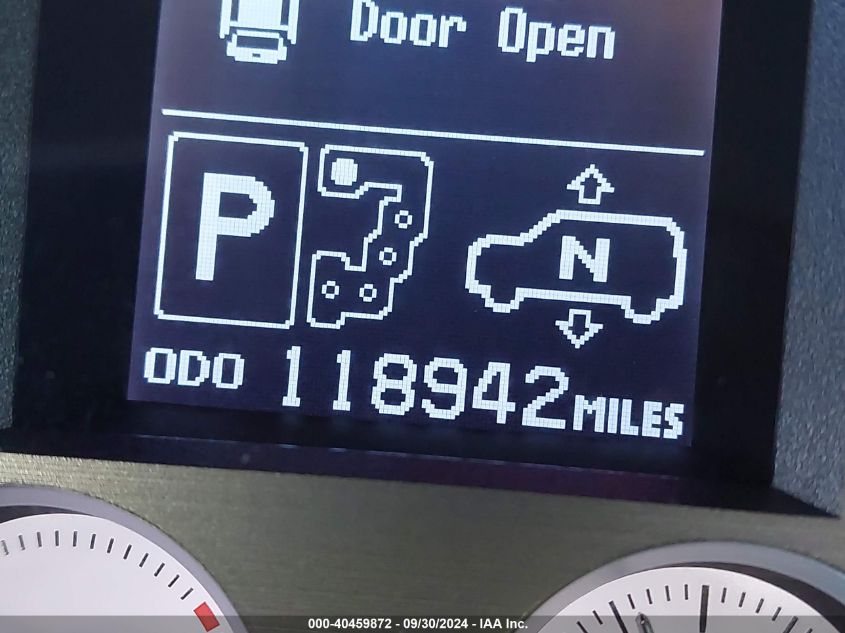 Door Open
P
N
ODO 118942 MILES
000-40459872 - 09/30/2024 - IAA Inc.